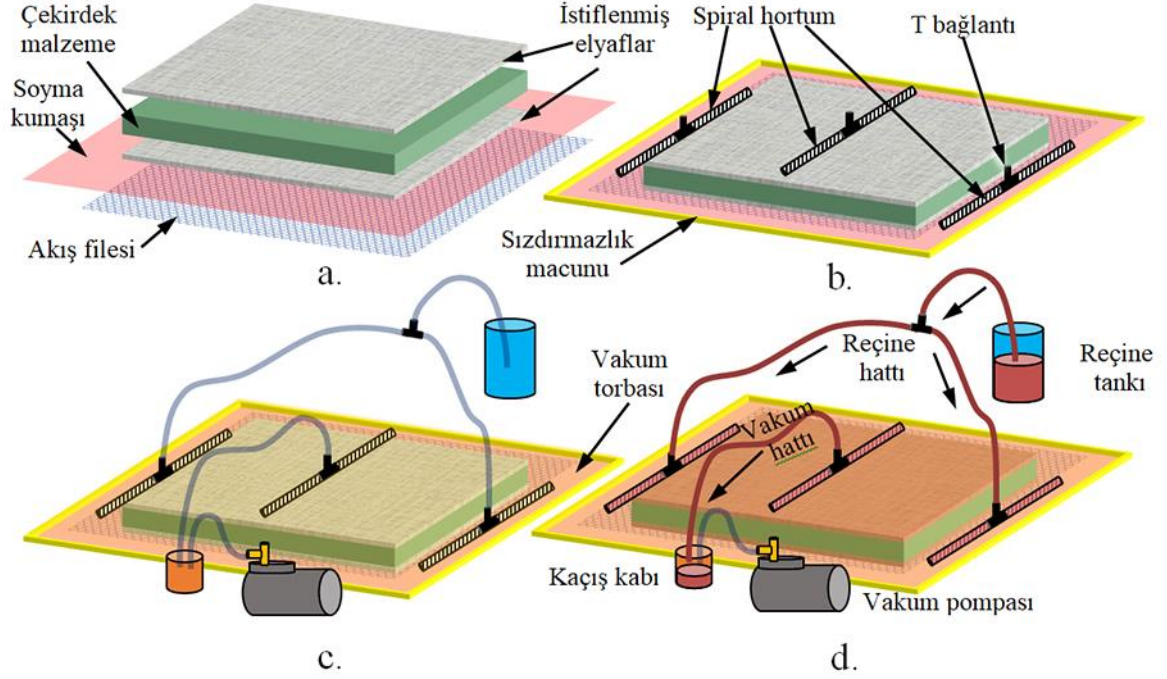 Çekirdek
malzeme
İstiflenmiş
elyaflar
Soyma
kumaşı
Akış filesi
a.
Spiral hortum
T bağlantı
Sızdırmazlık
macunu
b.
Vakum
torbası
c.
Reçine
hattı
Reçine
tankı
Vakum
hattı
Kaçış kabı
Vakum pompası
d.